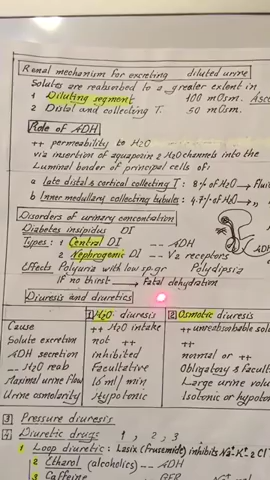 Renal mechanism for excreting diluted urine
Solutes are reabsorbed to a greater extent in
1 Diluting segment 100 mOsm. Asc
2 Distal and collecting T. 50 mOsm.
Role of ADH
++ permeability to H2O
via insertion of aquaporin 2 H2O channels into the
Luminal border of principal cells of:
a late distal & cortical collecting T: 8% of H2O → Flui
b Inner medullary collecting tubules: 4.7% of H2O → "
Disorders of urinary concentration
Diabetes insipidus DI
Types: 1 Central DI -- ADH
2 Nephrogenic DI -- V2 receptors
Effects Polyuria with low sp.gr Polydipsia
if no thirst → Fatal dehydration
ADH
Diuresis and diuretics
1 H2O diuresis 2 Osmotic diuresis
Cause ++ H2O intake ++ unreabsorbable solu
Solute excretion not ++ ++
ADH secretion inhibited normal or ++
-- H2O reab Facultative Obligatory & facult
Maximal urine flow 16 ml/min Large urine volu
Urine osmolarity Hypotonic Isotonic or hypoton
3 Pressure diuresis
4 Diuretic drugs 1, 2, 3
1 Loop diuretic: Lasix (frusemide) inhibits Na+ K+ 2 Cl
2 Ethanol (alcoholics) -- ADH
3 Caffeine GFR